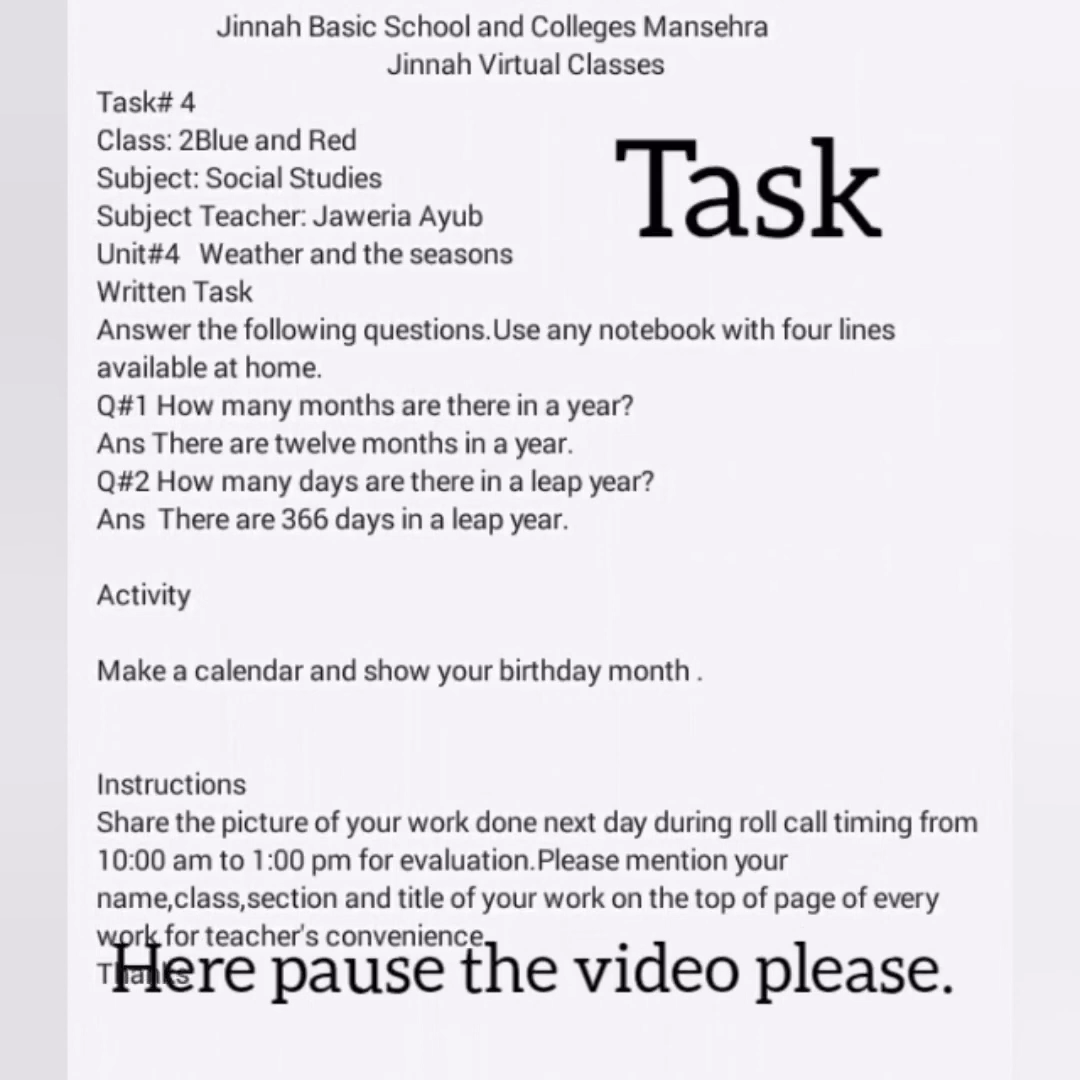 Jinnah Basic School and Colleges Mansehra
Jinnah Virtual Classes
Task# 4
Class: 2Blue and Red
Task
Subject: Social Studies
Subject Teacher: Jaweria Ayub
Unit#4 Weather and the seasons
Written Task
Answer the following questions.Use any notebook with four lines
available at home.
Q#1 How many months are there in a year?
Ans There are twelve months in a year.
Q#2 How many days are there in a leap year?
Ans There are 366 days in a leap year.
Activity
Make a calendar and show your birthday month .
Instructions
Share the picture of your work done next day during roll call timing from
10:00 am to 1:00 pm for evaluation.Please mention your
name,class,section and title of your work on the top of page of every
work for teacher's convenience.
Thanks
Here pause the video please.